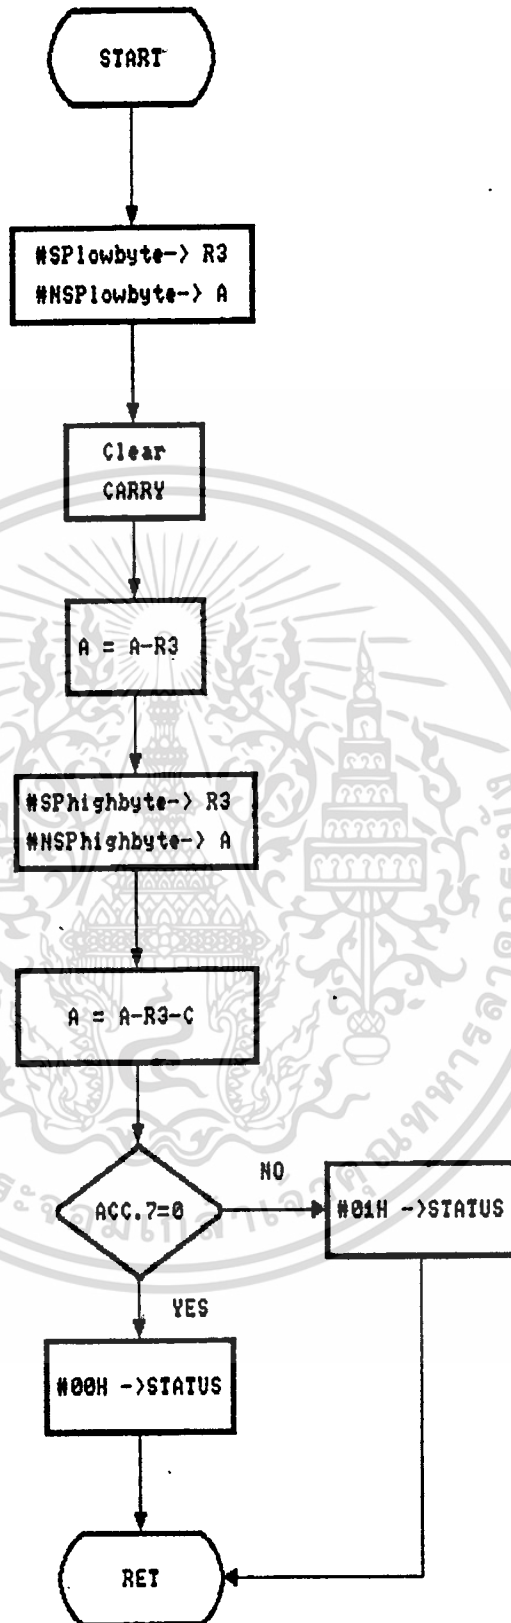 START
#SPlowbyte-> R3
#NSPlowbyte-> A
Clear
CARRY
A = A-R3
#SPhighbyte-> R3
#NSPhighbyte-> A
A = A-R3-C
ACC.7=0
NO
#01H ->STATUS
YES
#00H ->STATUS
RET